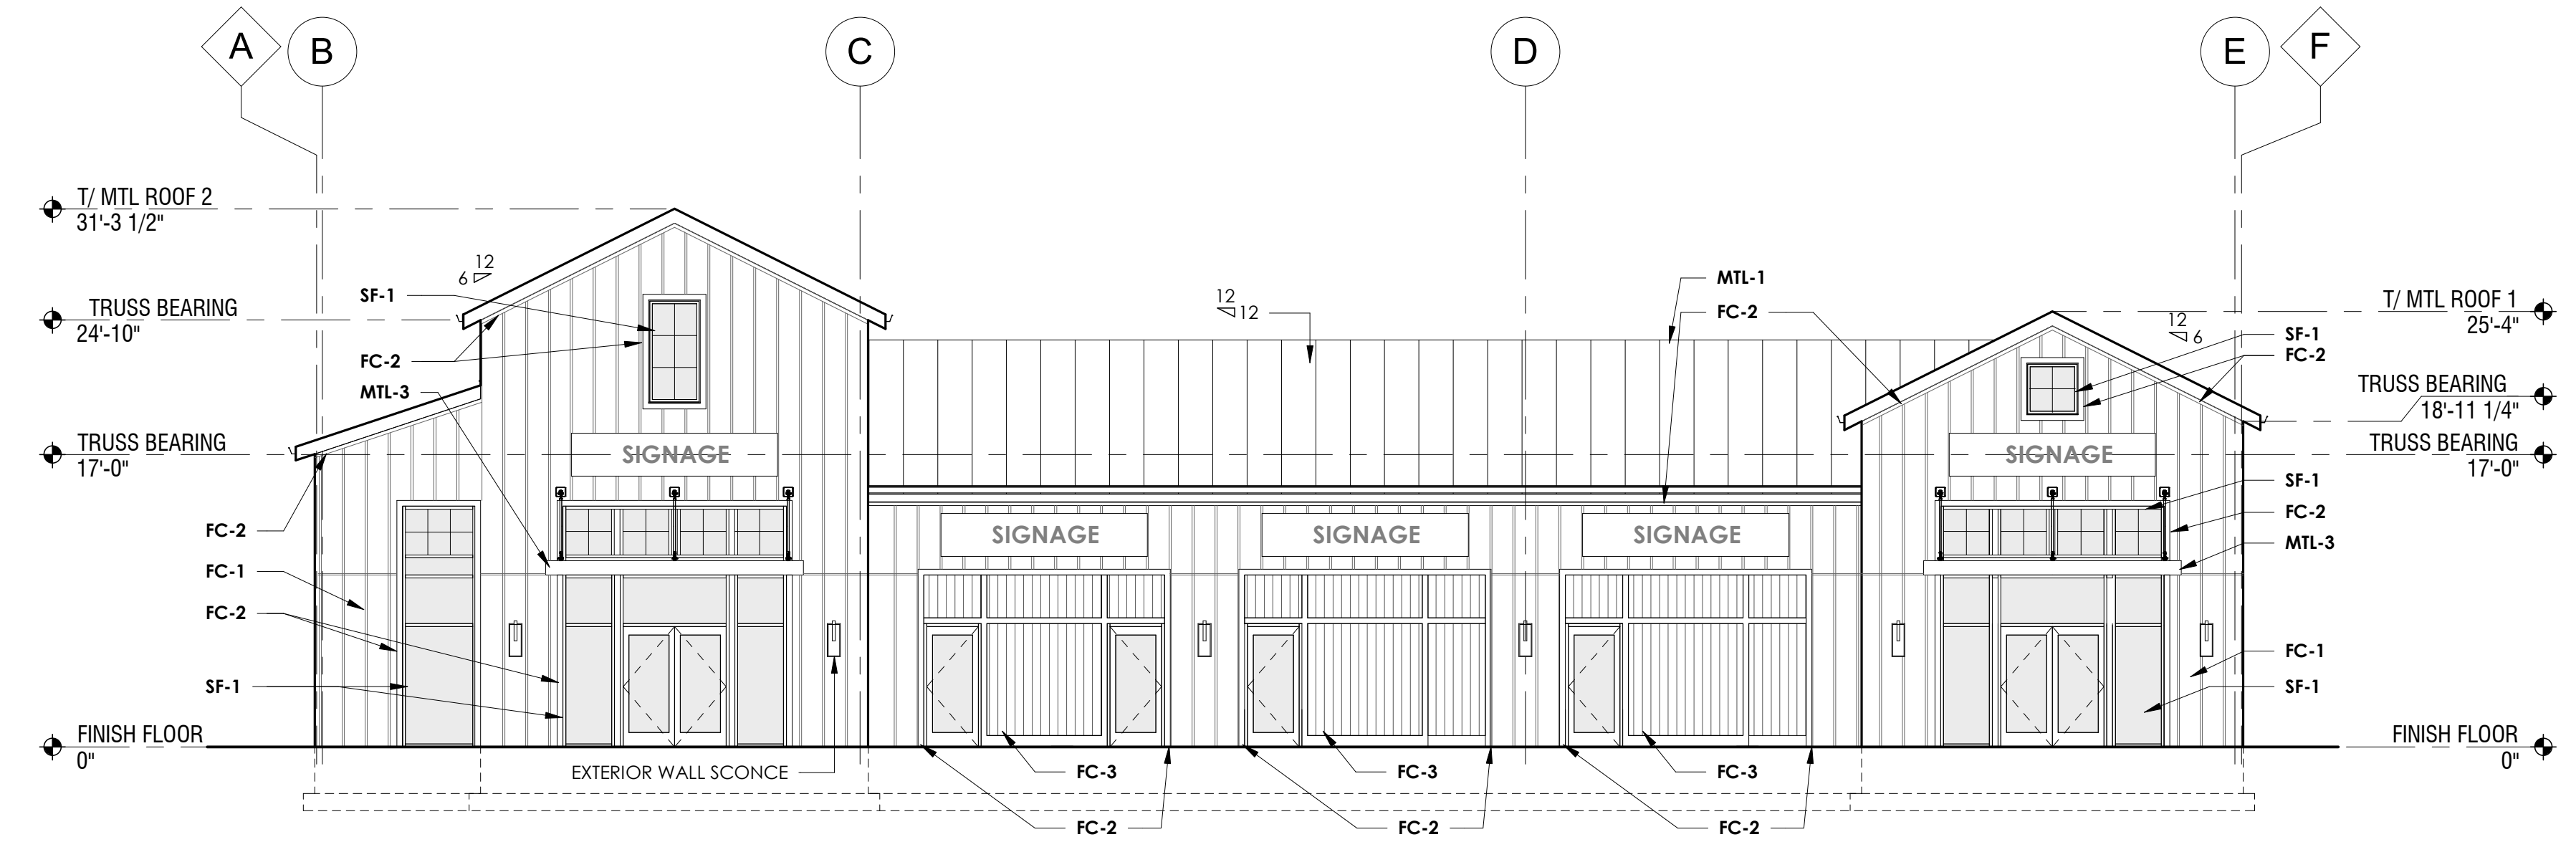 A
B
C
D
E
F
T/ MTL ROOF 2
31'-3 1/2"
TRUSS BEARING
24'-10"
TRUSS BEARING
17'-0"
FINISH FLOOR
0"
12
6
SF-1
FC-2
MTL-3
FC-2
FC-1
FC-2
SF-1
SIGNAGE
EXTERIOR WALL SCONCE
12
12
MTL-1
FC-2
SIGNAGE
SIGNAGE
SIGNAGE
FC-3
FC-3
FC-3
FC-2
FC-2
FC-2
12
6
SIGNAGE
SF-1
FC-2
SF-1
FC-2
MTL-3
FC-1
SF-1
T/ MTL ROOF 1
25'-4"
TRUSS BEARING
18'-11 1/4"
TRUSS BEARING
17'-0"
FINISH FLOOR
0"